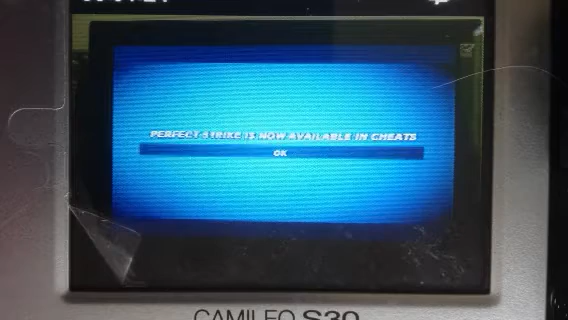 PERFECT STRIKE IS NOW AVAILABLE IN CHEATS
OK
CAMILEO S30